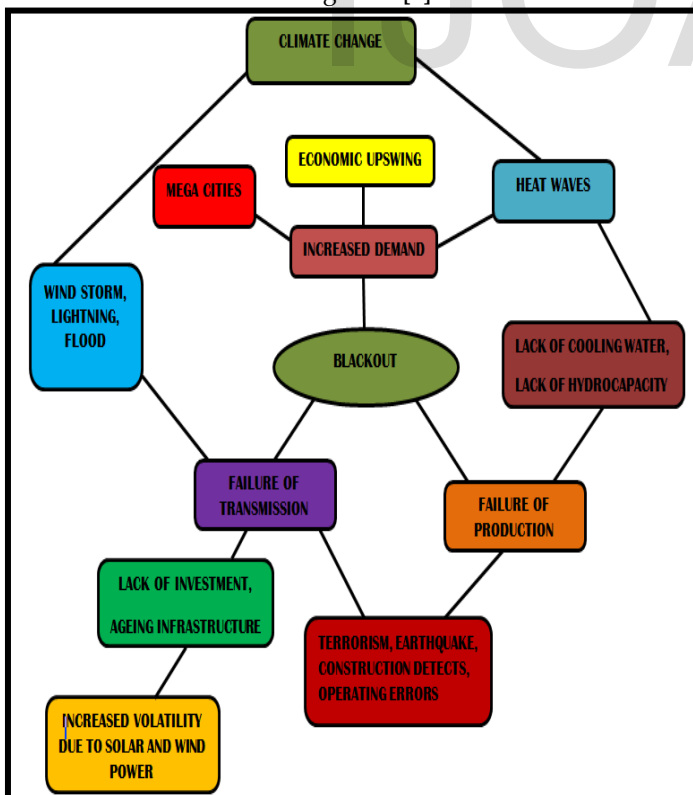 CLIMATE CHANGE
ECONOMIC UPSWING
MEGA CITIES
HEAT WAVES
INCREASED DEMAND
WIND STORM,
LIGHTNING,
FLOOD
BLACKOUT
LACK OF COOLING WATER,
LACK OF HYDROCAPACITY
FAILURE OF
TRANSMISSION
FAILURE OF
PRODUCTION
LACK OF INVESTMENT,
AGEING INFRASTRUCTURE
TERRORISM, EARTHQUAKE,
CONSTRUCTION DETECTS,
OPERATING ERRORS
INCREASED VOLATILITY
DUE TO SOLAR AND WIND
POWER